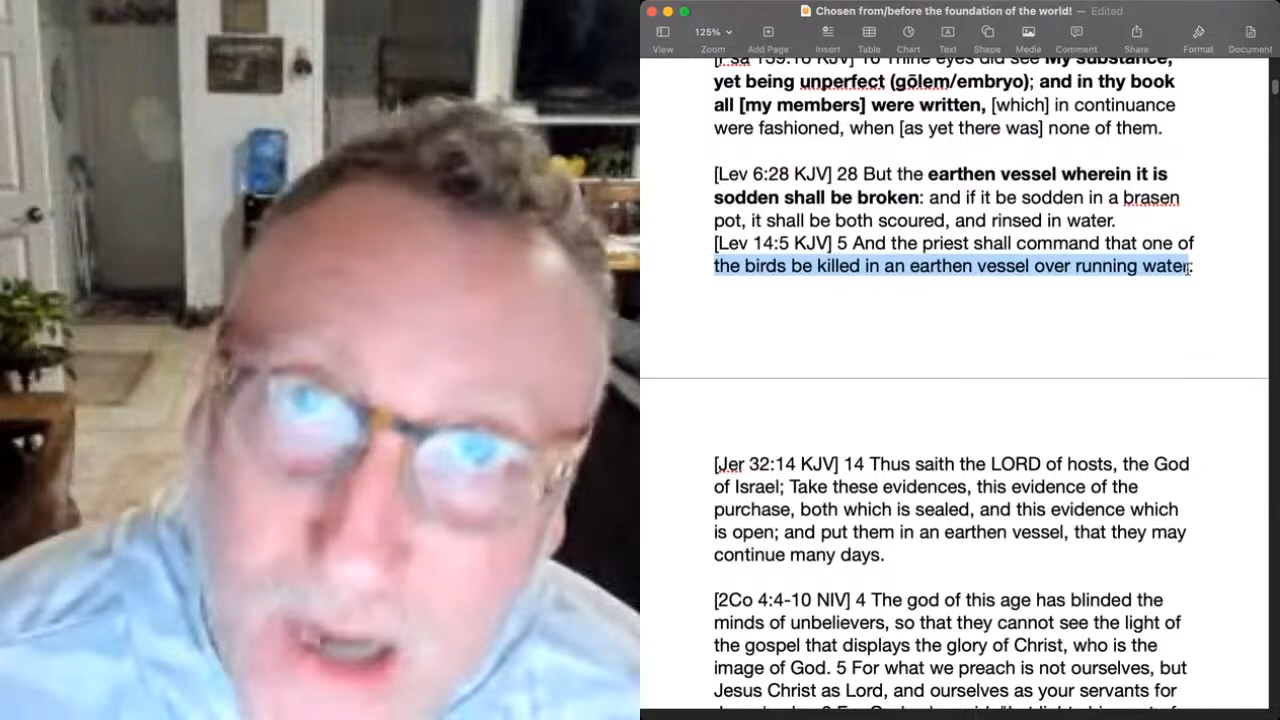 Chosen from/before the foundation of the world! — Edited
125%
View
Zoom
Add Page
Insert
Table
Chart
Text
Shape
Media
Comment
Share
Format
Document
139:16 KJV] 16 Thine eyes did see My substance,
yet being unperfect (gōlem/embryo); and in thy book
all [my members] were written, [which] in continuance
were fashioned, when [as yet there was] none of them.
[Lev 6:28 KJV] 28 But the earthen vessel wherein it is
sodden shall be broken: and if it be sodden in a brasen
pot, it shall be both scoured, and rinsed in water.
[Lev 14:5 KJV] 5 And the priest shall command that one of
the birds be killed in an earthen vessel over running water:
[Jer 32:14 KJV] 14 Thus saith the LORD of hosts, the God
of Israel; Take these evidences, this evidence of the
purchase, both which is sealed, and this evidence which
is open; and put them in an earthen vessel, that they may
continue many days.
[2Co 4:4-10 NIV] 4 The god of this age has blinded the
minds of unbelievers, so that they cannot see the light of
the gospel that displays the glory of Christ, who is the
image of God. 5 For what we preach is not ourselves, but
Jesus Christ as Lord, and ourselves as your servants for